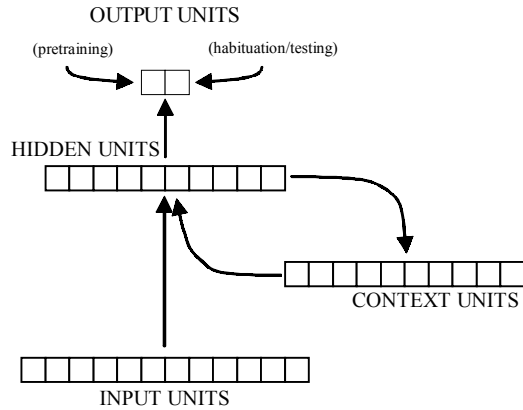 OUTPUT UNITS
(pretraining)
(habituation/testing)
HIDDEN UNITS
CONTEXT UNITS
INPUT UNITS